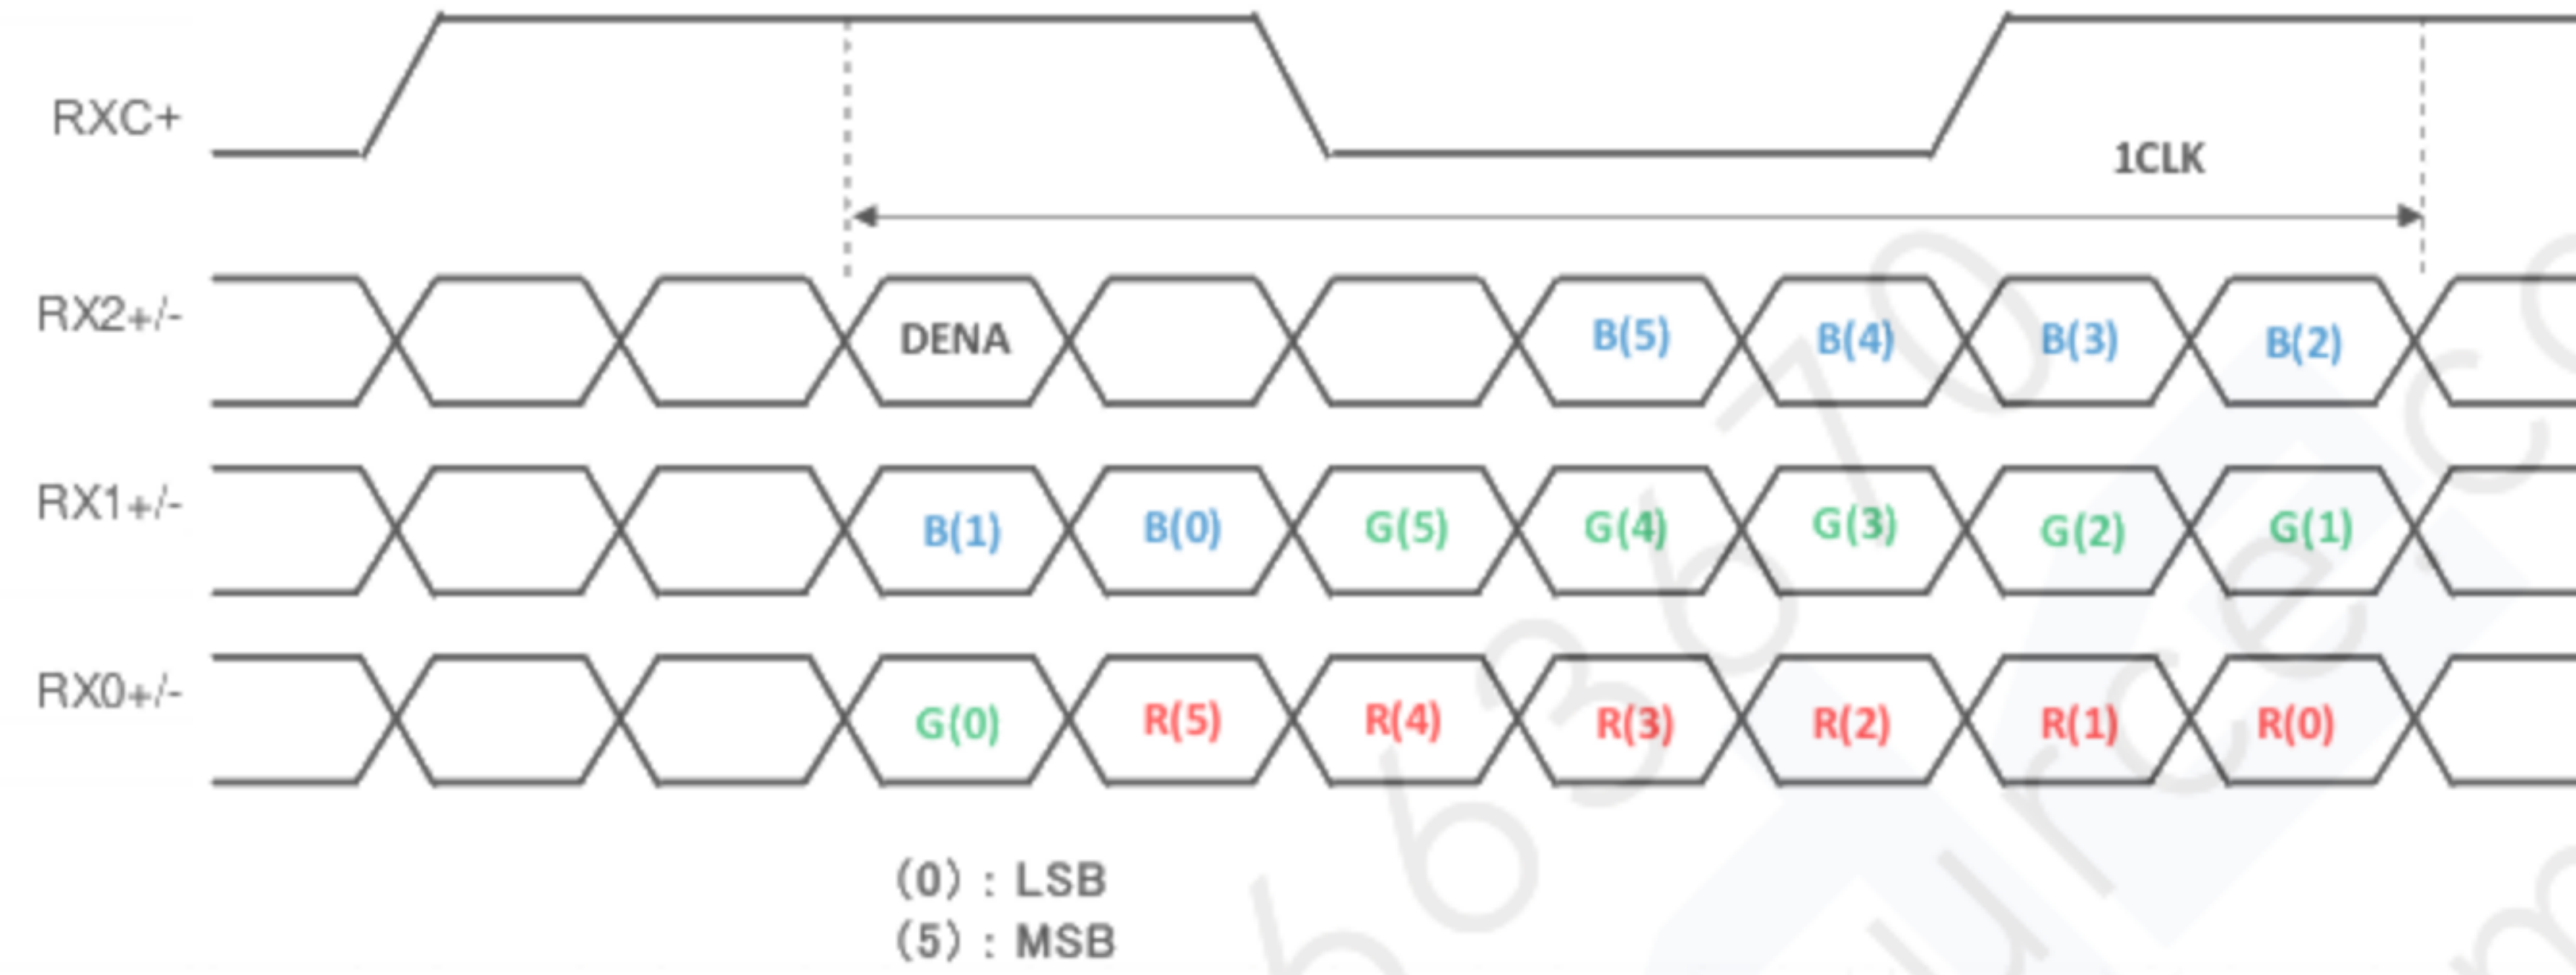 RXC+
1CLK
RX2+/- DENA B(5) B(4) B(3) B(2)
RX1+/- B(1) B(0) G(5) G(4) G(3) G(2) G(1)
RX0+/- G(0) R(5) R(4) R(3) R(2) R(1) R(0)
(0) : LSB
(5) : MSB